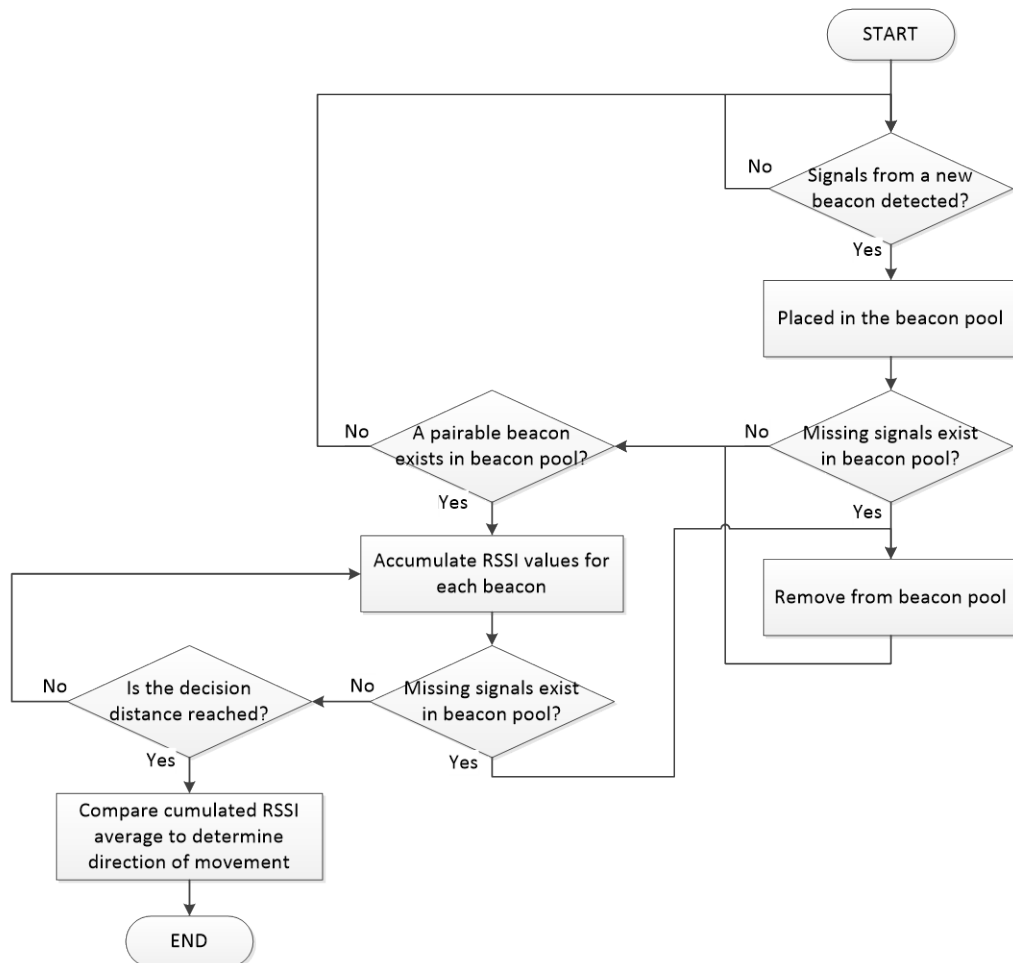 START
No
Signals from a new
beacon detected?
Yes
Placed in the beacon pool
No
Missing signals exist
in beacon pool?
Yes
Remove from beacon pool
No
A pairable beacon
exists in beacon pool?
Yes
Accumulate RSSI values for
each beacon
No
Missing signals exist
in beacon pool?
Yes
No
Is the decision
distance reached?
Yes
Compare cumulated RSSI
average to determine
direction of movement
END